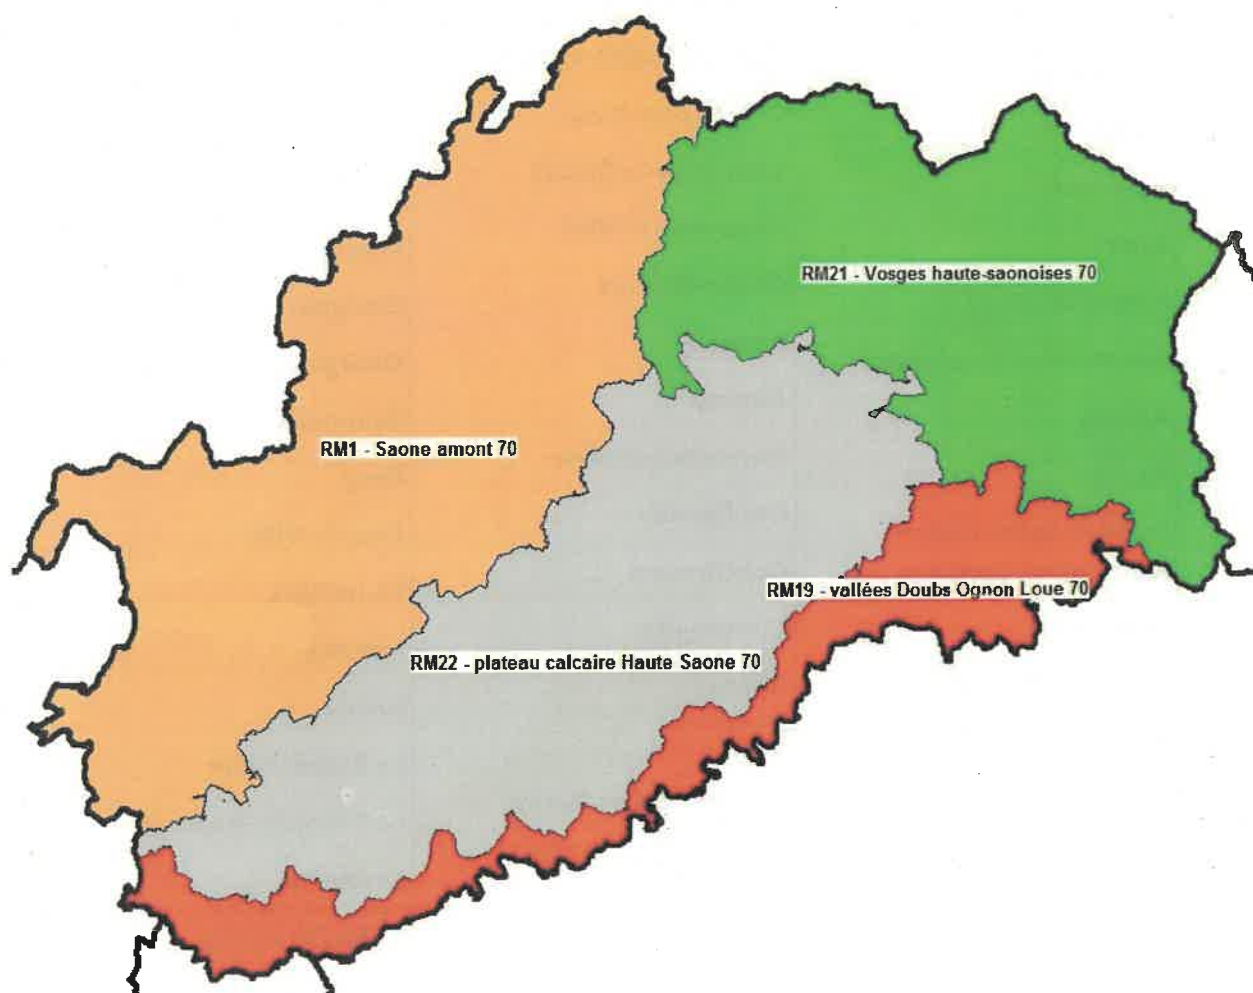 RM21 - Vosges haute-saonoises 70
RM1 - Saone amont 70
RM19 - vallées Doubs Ognon Loue 70
RM22 - plateau calcaire Haute Saone 70